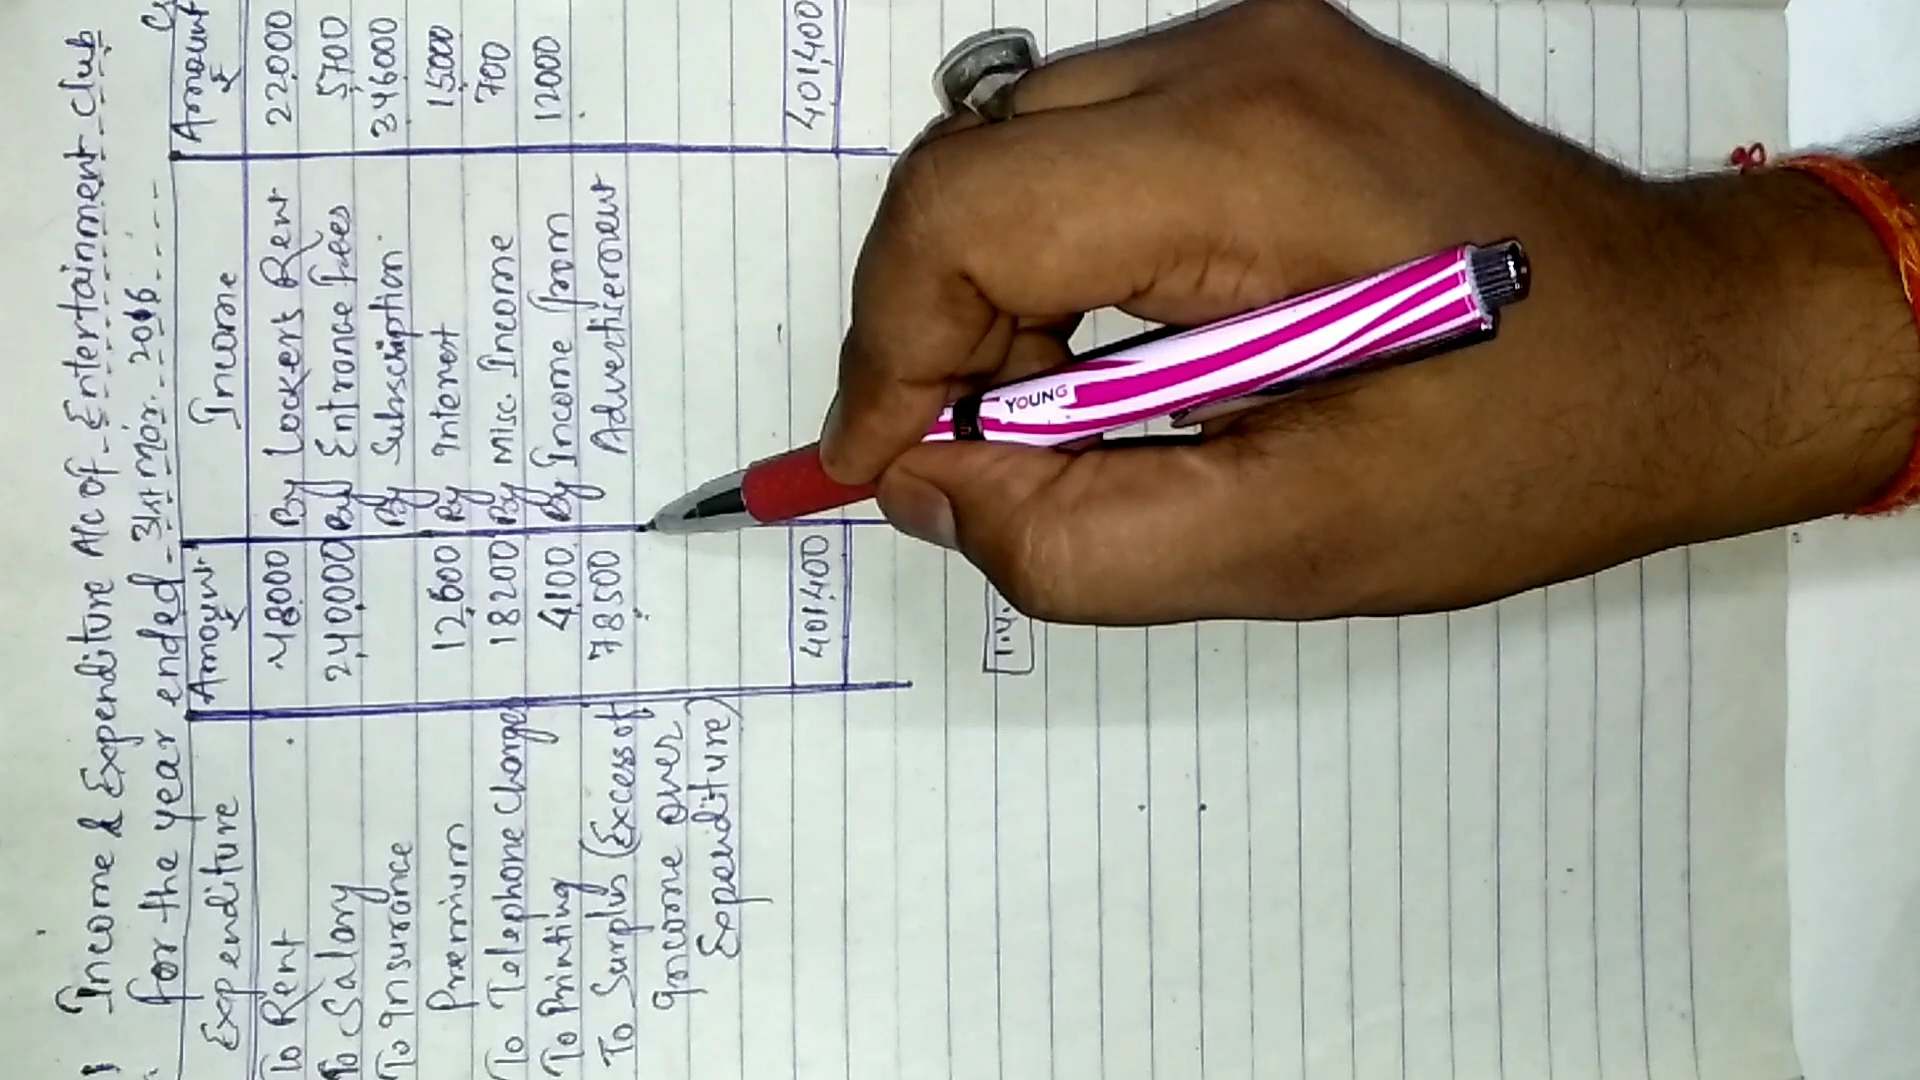 Income & Expenditure A/c of Entertainment Club
for the year ended 31st Mar. 2016
Expenditure Amount ₹ Income Amount ₹
To Rent 48000 By Lockers Rent 22000
To Salary 240000 By Entrance fees 5700
To Insurance By Subscription 346000
Premium 12600 By Interest 15000
To Telephone Charges 18200 By Misc. Income 700
To Printing 4100 By Income from 12000
To Surplus (Excess of 78500 Advertisement
Income over
Expenditure)
401400 401400
YOUNG